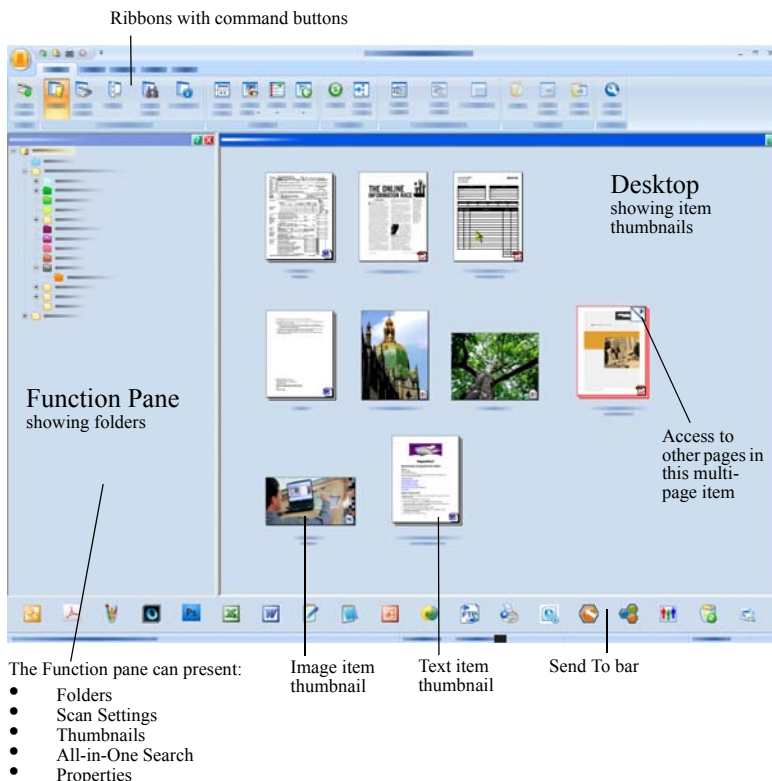 Ribbons with command buttons
THE ONLINE
INFORMATION RACE
Desktop
showing item
thumbnails
Function Pane
showing folders
Access to
other pages in
this multi-
page item
Ps
FTP
The Function pane can present:
• Folders
• Scan Settings
• Thumbnails
• All-in-One Search
• Properties
Image item
thumbnail
Text item
thumbnail
Send To bar